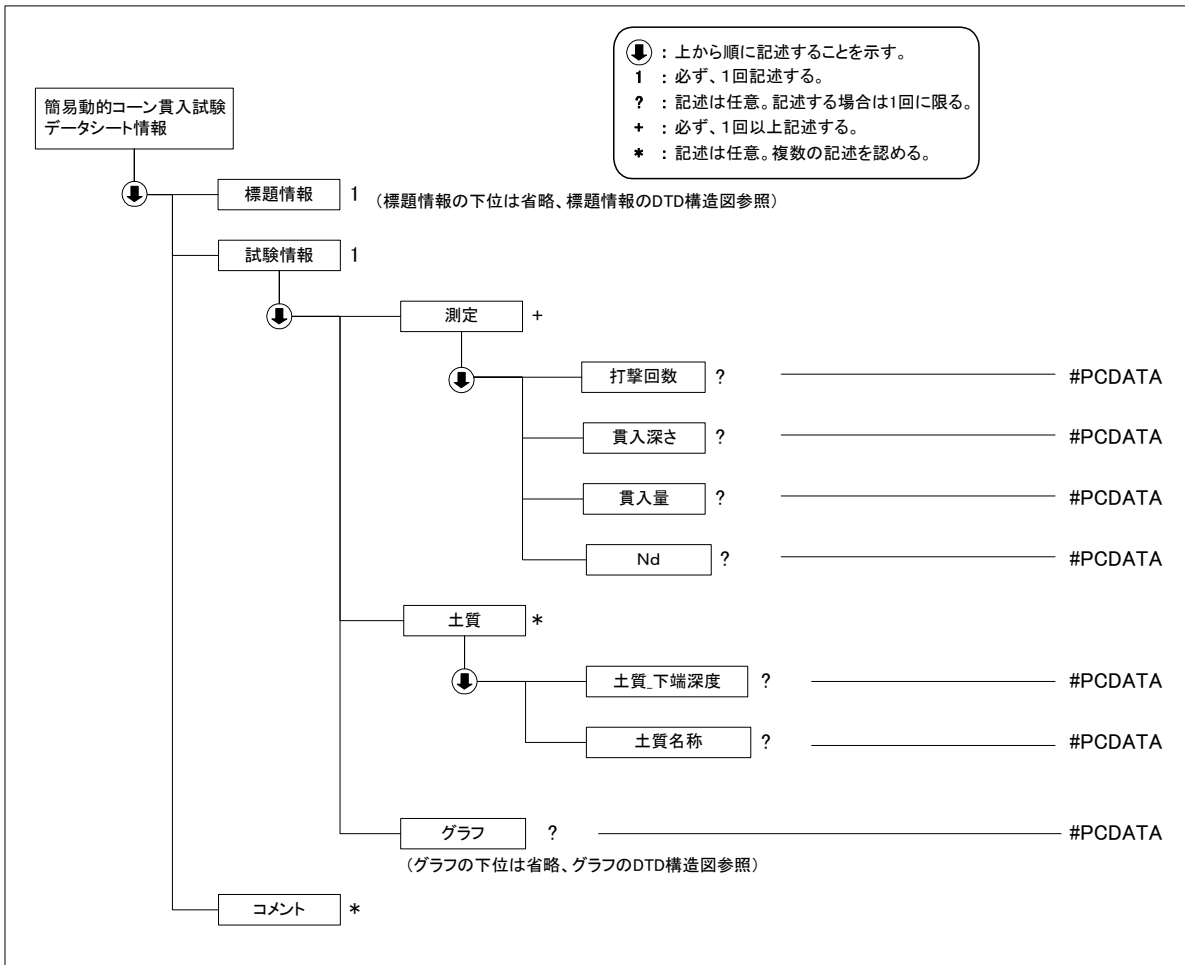 ：上から順に記述することを示す。
1 ：必ず、1回記述する。
? ：記述は任意。記述する場合は1回に限る。
+ ：必ず、1回以上記述する。
* ：記述は任意。複数の記述を認める。
簡易動的コーン貫入試験
データシート情報
標題情報 1 （標題情報の下位は省略、標題情報のDTD構造図参照）
試験情報 1
測定 +
打撃回数 ? #PCDATA
貫入深さ ? #PCDATA
貫入量 ? #PCDATA
Nd ? #PCDATA
土質 *
土質_下端深度 ? #PCDATA
土質名称 ? #PCDATA
グラフ ? #PCDATA
（グラフの下位は省略、グラフのDTD構造図参照）
コメント *